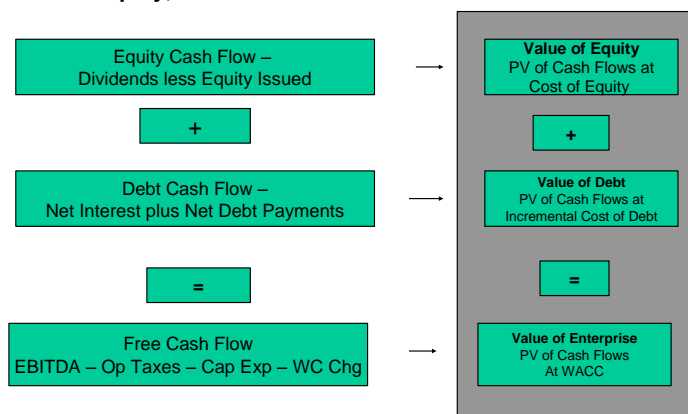 Equity Cash Flow –
Dividends less Equity Issued
Value of Equity
PV of Cash Flows at
Cost of Equity
+
+
Debt Cash Flow –
Net Interest plus Net Debt Payments
Value of Debt
PV of Cash Flows at
Incremental Cost of Debt
=
=
Free Cash Flow
EBITDA – Op Taxes – Cap Exp – WC Chg
Value of Enterprise
PV of Cash Flows
At WACC